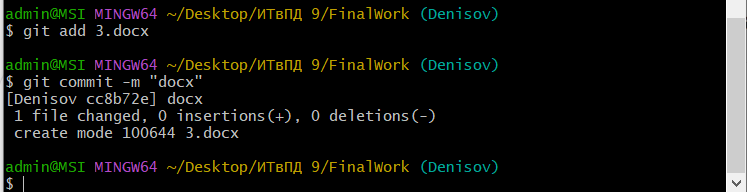 admin@MSI MINGW64 ~/Desktop/ИТвПД 9/FinalWork (Denisov)
$ git add 3.docx
admin@MSI MINGW64 ~/Desktop/ИТвПД 9/FinalWork (Denisov)
$ git commit -m "docx"
[Denisov cc8b72e] docx
 1 file changed, 0 insertions(+), 0 deletions(-)
 create mode 100644 3.docx
admin@MSI MINGW64 ~/Desktop/ИТвПД 9/FinalWork (Denisov)
$